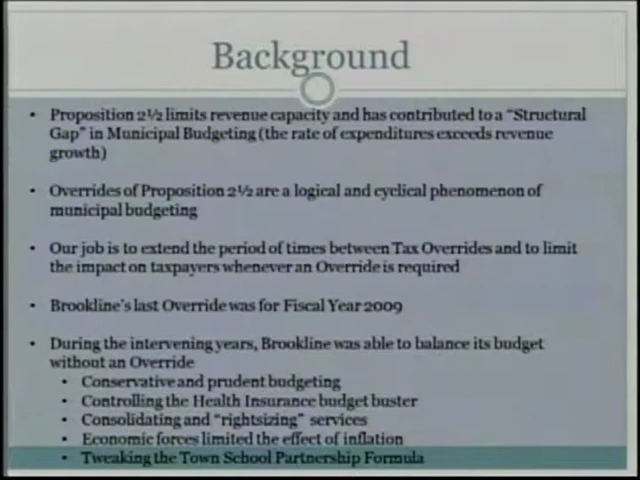 Background
• Proposition 2½ limits revenue capacity and has contributed to a “Structural
Gap” in Municipal Budgeting (the rate of expenditures exceeds revenue
growth)
• Overrides of Proposition 2½ are a logical and cyclical phenomenon of
municipal budgeting
• Our job is to extend the period of times between Tax Overrides and to limit
the impact on taxpayers whenever an Override is required
• Brookline’s last Override was for Fiscal Year 2009
• During the intervening years, Brookline was able to balance its budget
without an Override
• Conservative and prudent budgeting
• Controlling the Health Insurance budget buster
• Consolidating and “rightsizing” services
• Economic forces limited the effect of inflation
• Tweaking the Town School Partnership Formula